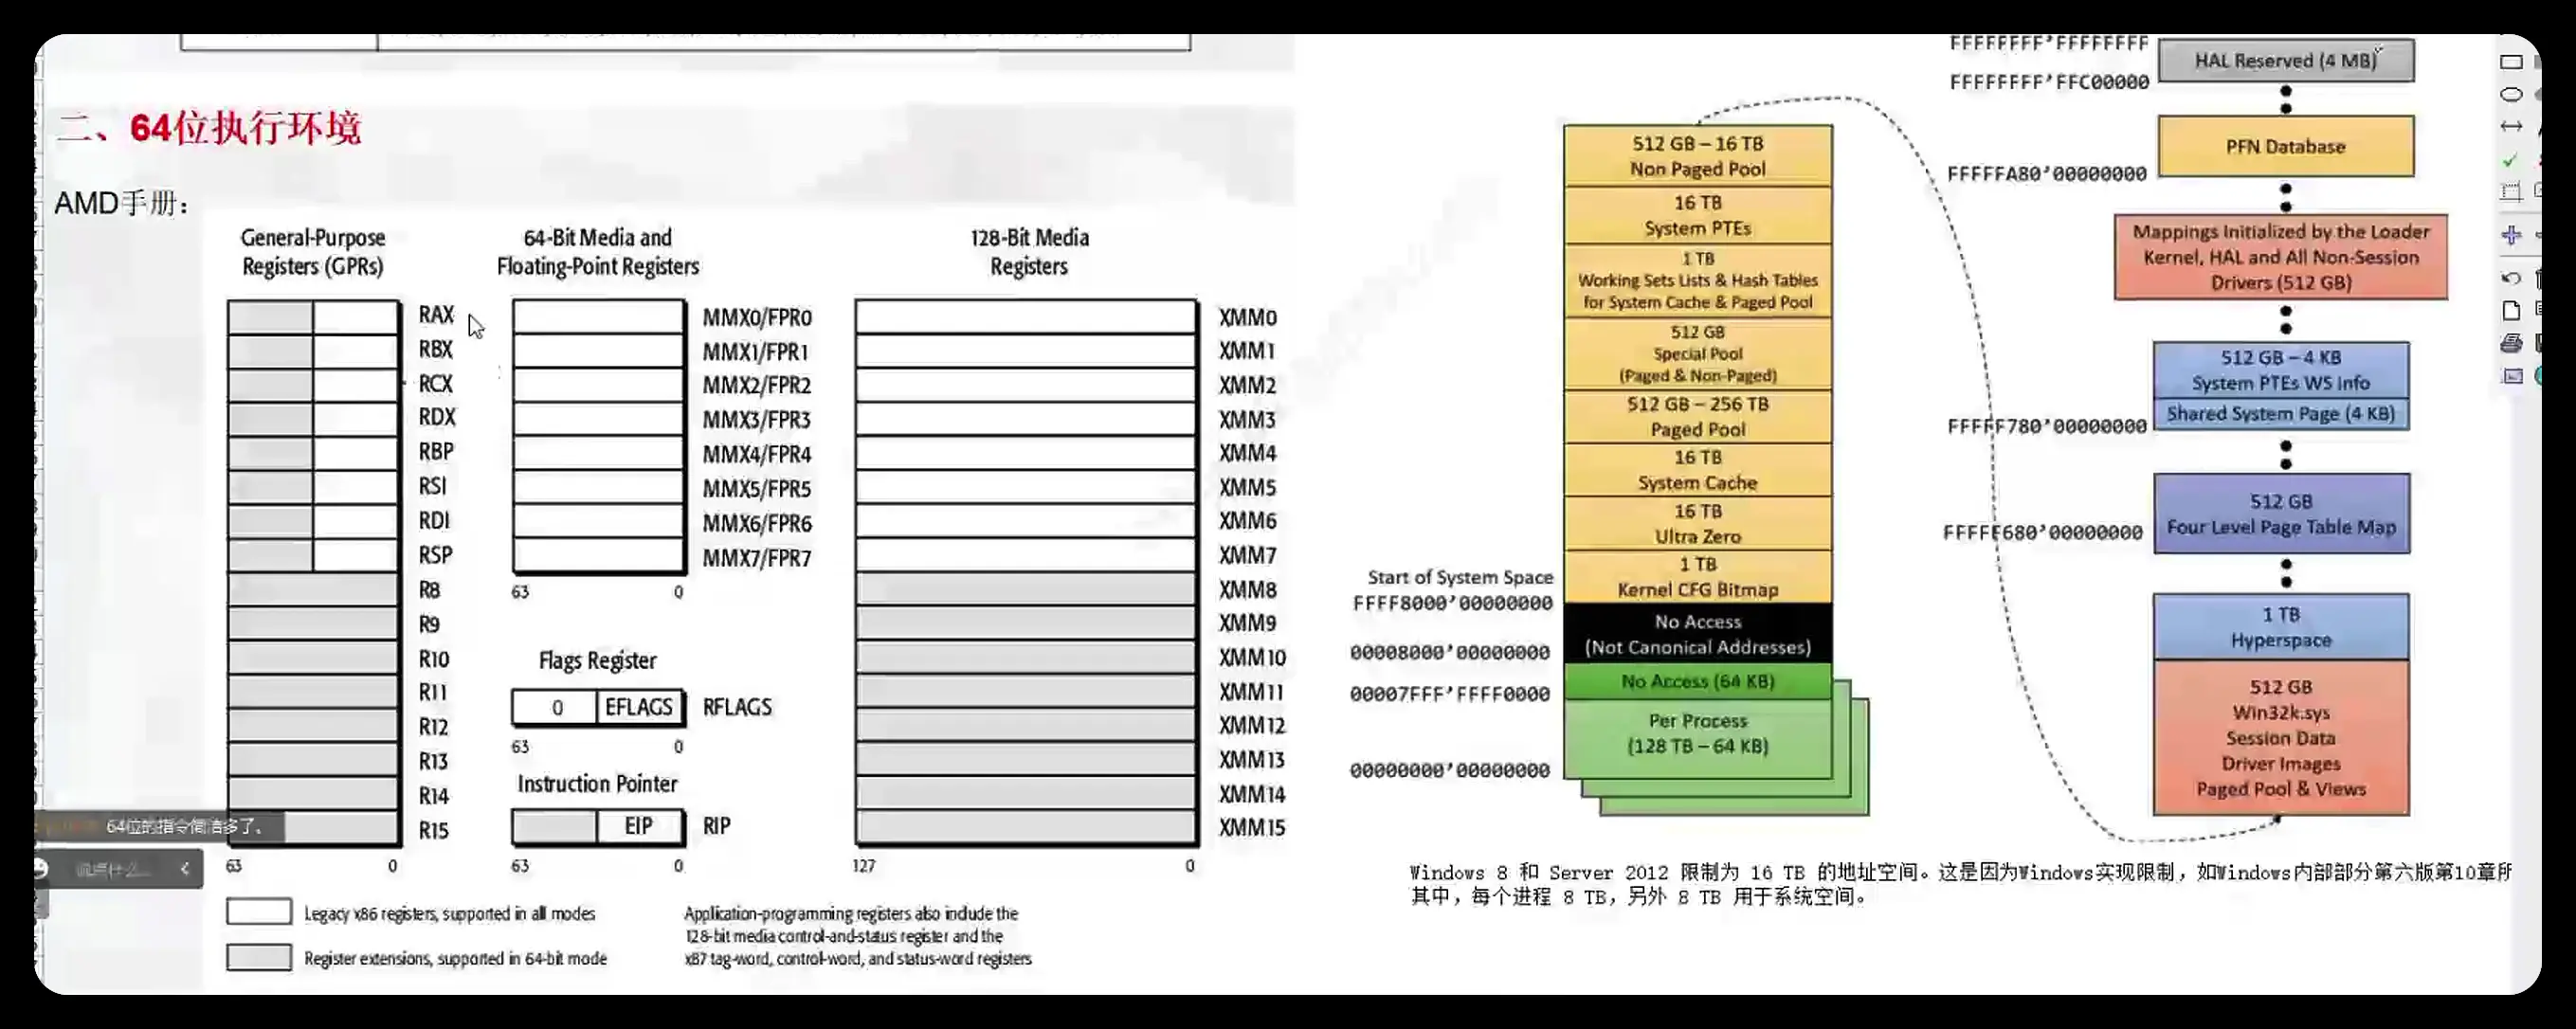 二、64位执行环境
AMD手册：
General-Purpose
Registers (GPRs)
RAX
RBX
RCX
RDX
RBP
RSI
RDI
RSP
R8
R9
R10
R11
R12
R13
R14
R15
63 0
64-Bit Media and
Floating-Point Registers
MMX0/FPR0
MMX1/FPR1
MMX2/FPR2
MMX3/FPR3
MMX4/FPR4
MMX5/FPR5
MMX6/FPR6
MMX7/FPR7
63 0
Flags Register
0 EFLAGS RFLAGS
63 0
Instruction Pointer
EIP RIP
63 0
128-Bit Media
Registers
XMM0
XMM1
XMM2
XMM3
XMM4
XMM5
XMM6
XMM7
XMM8
XMM9
XMM10
XMM11
XMM12
XMM13
XMM14
XMM15
127 0
64位的指令简洁多了。
说点什么...
Legacy x86 registers, supported in all modes
Register extensions, supported in 64-bit mode
Application-programming registers also include the
128-bit media control-and-status register and the
x87 tag-word, control-word, and status-word registers
512 GB – 16 TB
Non Paged Pool
16 TB
System PTEs
1 TB
Working Sets Lists & Hash Tables
for System Cache & Paged Pool
512 GB
Special Pool
(Paged & Non-Paged)
512 GB – 256 TB
Paged Pool
16 TB
System Cache
16 TB
Ultra Zero
1 TB
Kernel CFG Bitmap
Start of System Space
FFFF8000'00000000
No Access
(Not Canonical Addresses)
00008000'00000000
No Access (64 KB)
00007FFF'FFFF0000
Per Process
(128 TB – 64 KB)
00000000'00000000
FFFFFFFF'FFFFFFFF
HAL Reserved (4 MB)
FFFFFFFF'FFC00000
PFN Database
FFFFFA80'00000000
Mappings Initialized by the Loader
Kernel, HAL and All Non-Session
Drivers (512 GB)
512 GB – 4 KB
System PTEs WS Info
Shared System Page (4 KB)
FFFFF780'00000000
512 GB
Four Level Page Table Map
FFFFF680'00000000
1 TB
Hyperspace
512 GB
Win32k.sys
Session Data
Driver Images
Paged Pool & Views
Windows 8 和 Server 2012 限制为 16 TB 的地址空间。这是因为Windows实现限制，如Windows内部部分第六版第10章所
其中，每个进程 8 TB，另外 8 TB 用于系统空间。